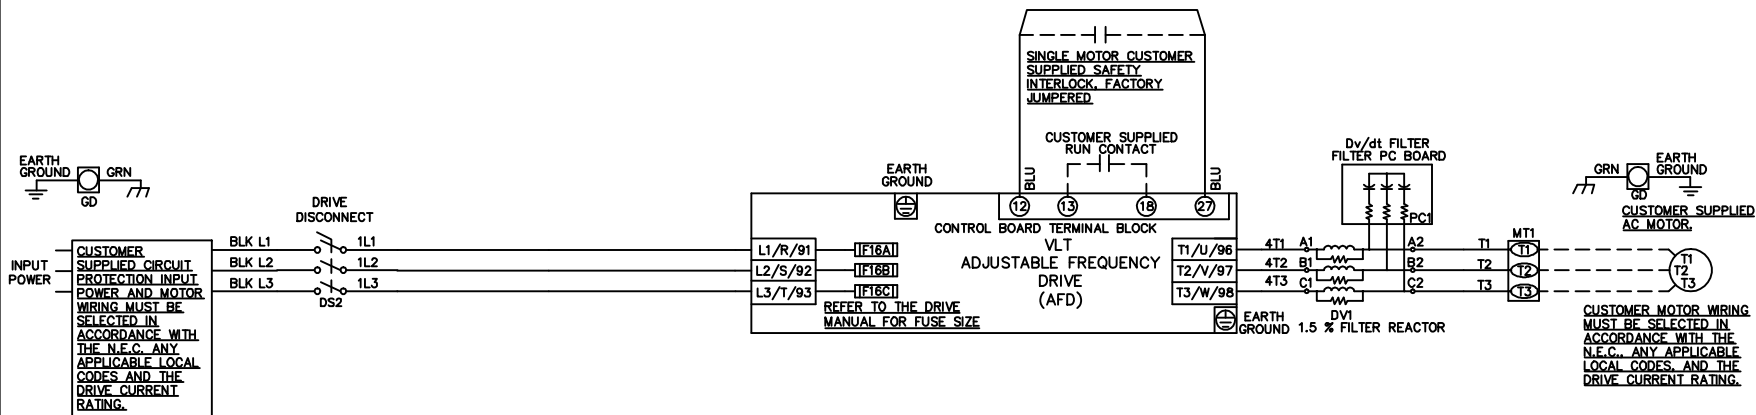 SINGLE MOTOR CUSTOMER
SUPPLIED SAFETY
INTERLOCK, FACTORY
JUMPERED
CUSTOMER SUPPLIED
RUN CONTACT
BLU
BLU
12
13
18
27
CONTROL BOARD TERMINAL BLOCK
EARTH
GROUND
GRN
GD
INPUT
POWER
CUSTOMER
SUPPLIED CIRCUIT
PROTECTION INPUT
POWER AND MOTOR
WIRING MUST BE
SELECTED IN
ACCORDANCE WITH
THE N.E.C. ANY
APPLICABLE LOCAL
CODES AND THE
DRIVE CURRENT
RATING.
DRIVE
DISCONNECT
BLK L1
1L1
BLK L2
1L2
BLK L3
1L3
DS2
EARTH
GROUND
L1/R/91
L2/S/92
L3/T/93
F16A
F16B
F16C
REFER TO THE DRIVE
MANUAL FOR FUSE SIZE
VLT
ADJUSTABLE FREQUENCY
DRIVE
(AFD)
T1/U/96
T2/V/97
T3/W/98
EARTH
GROUND
4T1
A1
A2
T1
4T2
B1
B2
T2
4T3
C1
C2
T3
DV1
1.5 % FILTER REACTOR
Dv/dt FILTER
FILTER PC BOARD
PC1
MT1
T1
T2
T3
GRN
EARTH
GROUND
GD
CUSTOMER SUPPLIED
AC MOTOR.
T1
T2
T3
CUSTOMER MOTOR WIRING
MUST BE SELECTED IN
ACCORDANCE WITH THE
N.E.C., ANY APPLICABLE
LOCAL CODES, AND THE
DRIVE CURRENT RATING.